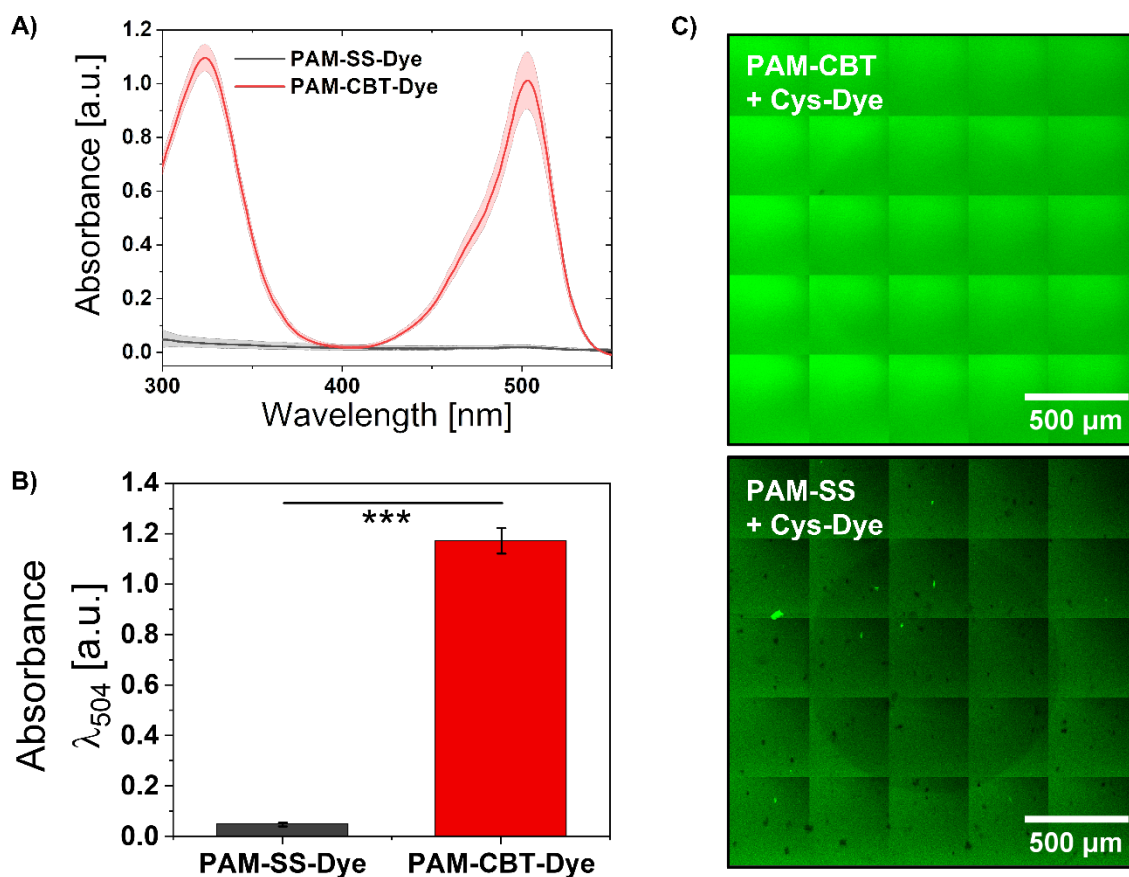 A)
Absorbance [a.u.]
1.2
1.0
0.8
0.6
0.4
0.2
0.0
PAM-SS-Dye
PAM-CBT-Dye
300
400
500
Wavelength [nm]
B)
Absorbance
λ504 [a.u.]
1.4
1.2
1.0
0.8
0.6
0.4
0.2
0.0
***
PAM-SS-Dye
PAM-CBT-Dye
C)
PAM-CBT
+ Cys-Dye
500 µm
PAM-SS
+ Cys-Dye
500 µm